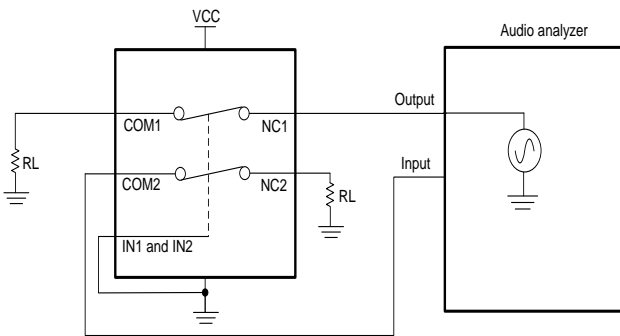 VCC
Audio analyzer
Output
COM1
NC1
Input
RL
COM2
NC2
RL
IN1 and IN2